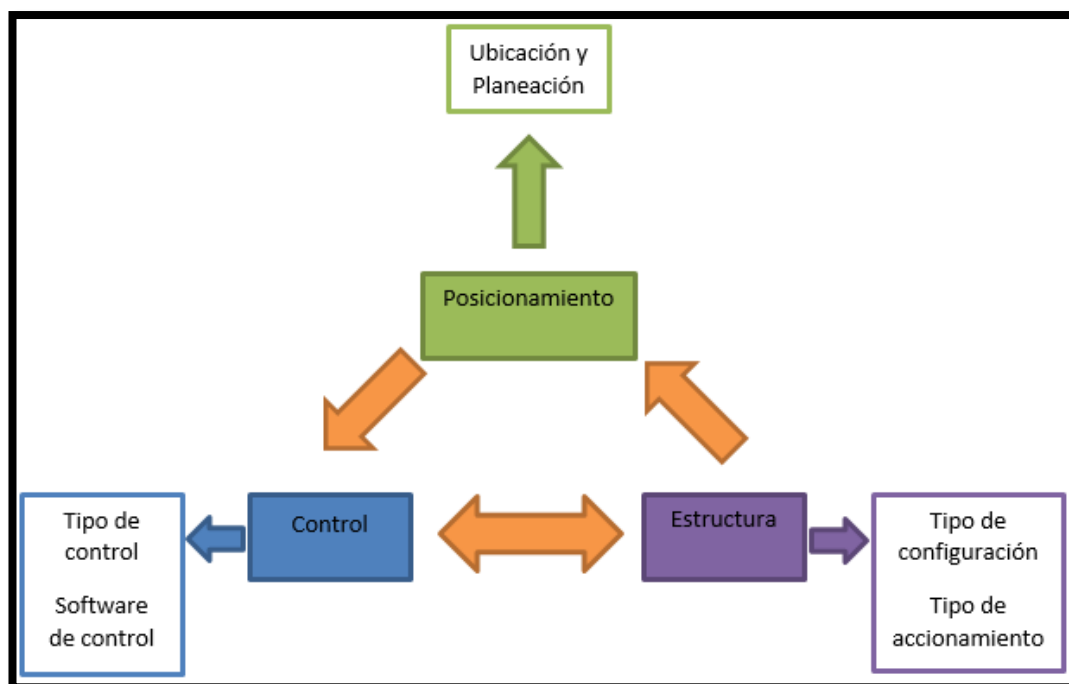 Ubicación y
Planeación
Posicionamiento
Tipo de
control
Software
de control
Control
Estructura
Tipo de
configuración
Tipo de
accionamiento